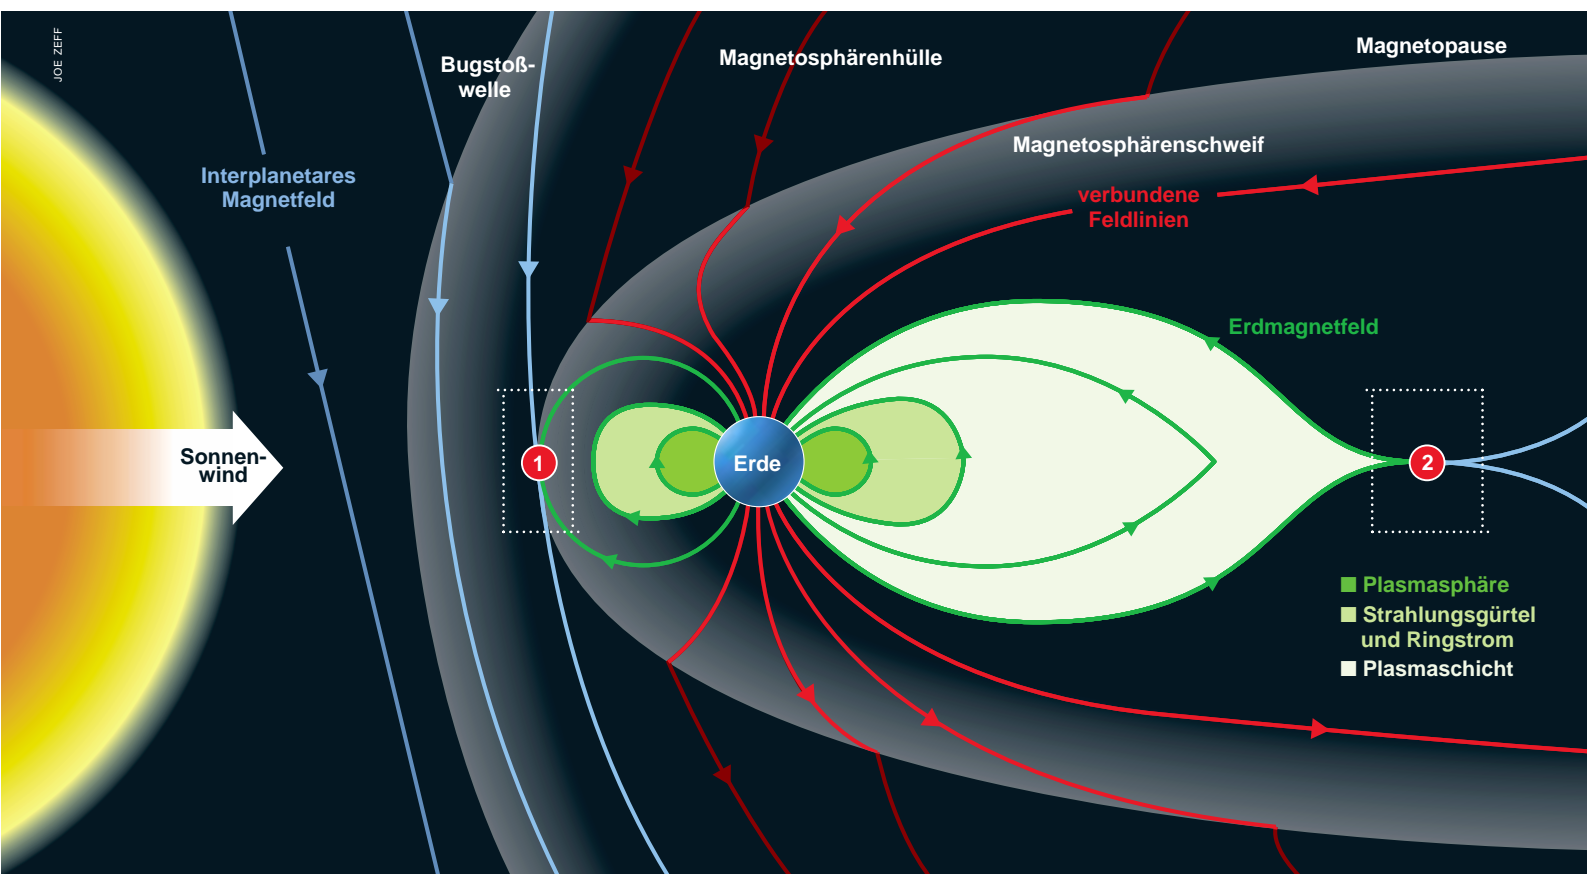 JOE ZEFF
Bugstoß-
welle
Magnetosphärenhülle
Magnetopause
Magnetosphärenschweif
Interplanetares
Magnetfeld
verbundene
Feldlinien
Erdmagnetfeld
Sonnen-
wind
1
Erde
2
Plasmasphäre
Strahlungsgürtel
und Ringstrom
Plasmaschicht